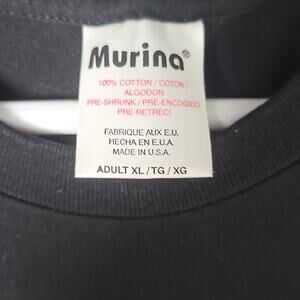 Murina®
100% COTTON / COTON /
ALGODON
PRE-SHRUNK / PRE-ENCOGIDO
PRE-RETRECI
FABRIQUE AUX E.U.
HECHA EN E.U.A.
MADE IN U.S.A.
ADULT XL / TG / XG